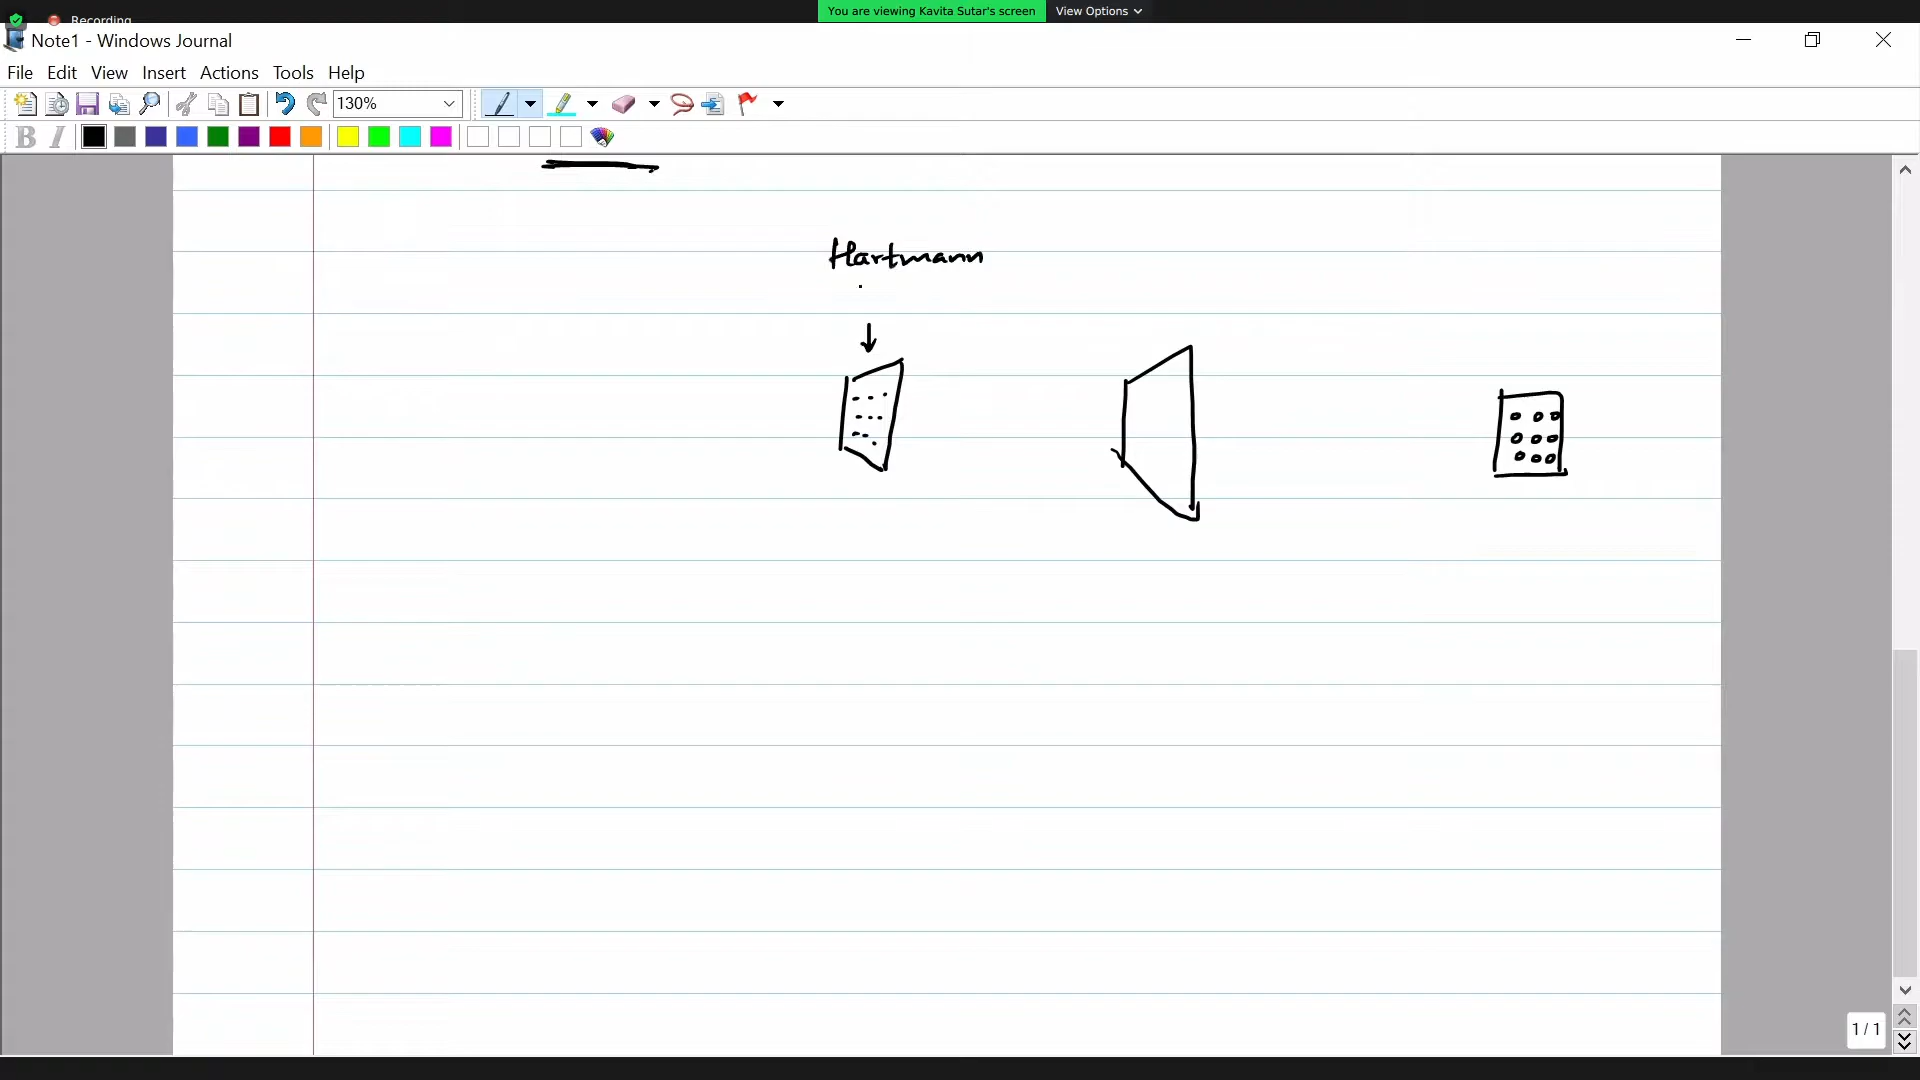 Recording
You are viewing Kavita Sutar's screen
View Options
Note1 - Windows Journal
File Edit View Insert Actions Tools Help
130%
B I
Hartmann
1 / 1